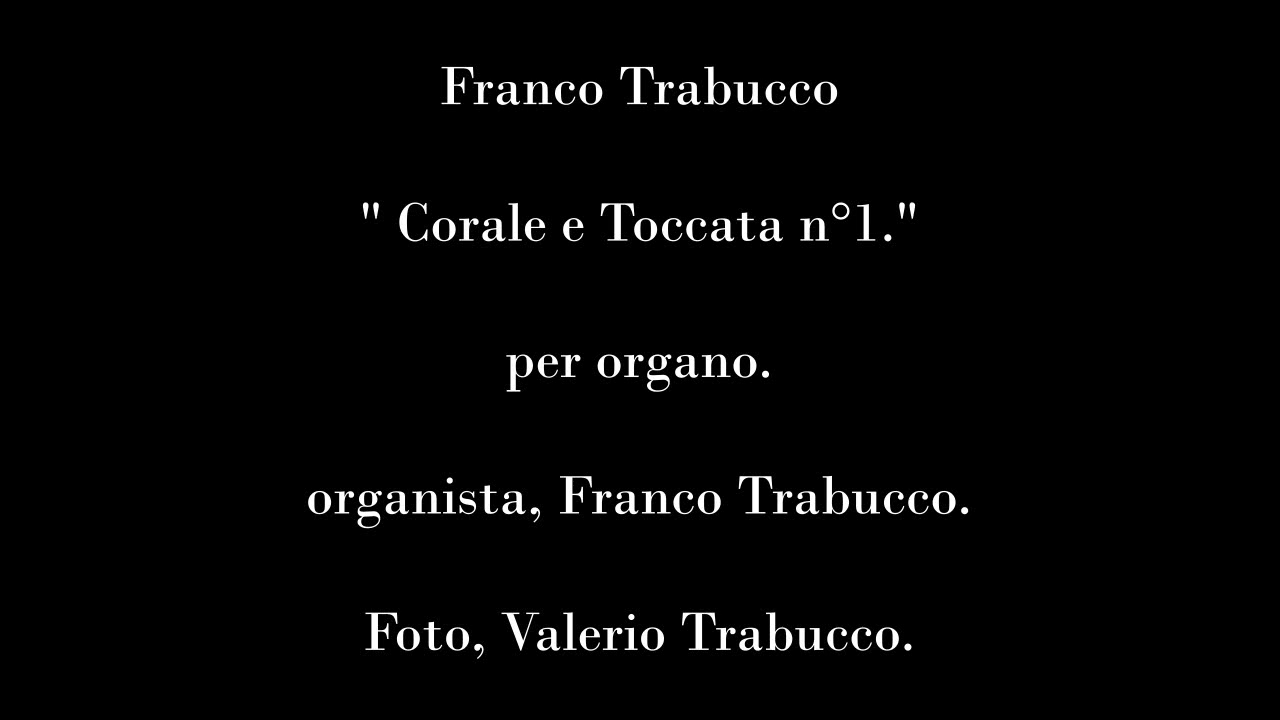 Franco Trabucco
" Corale e Toccata n°1."
per organo.
organista, Franco Trabucco.
Foto, Valerio Trabucco.